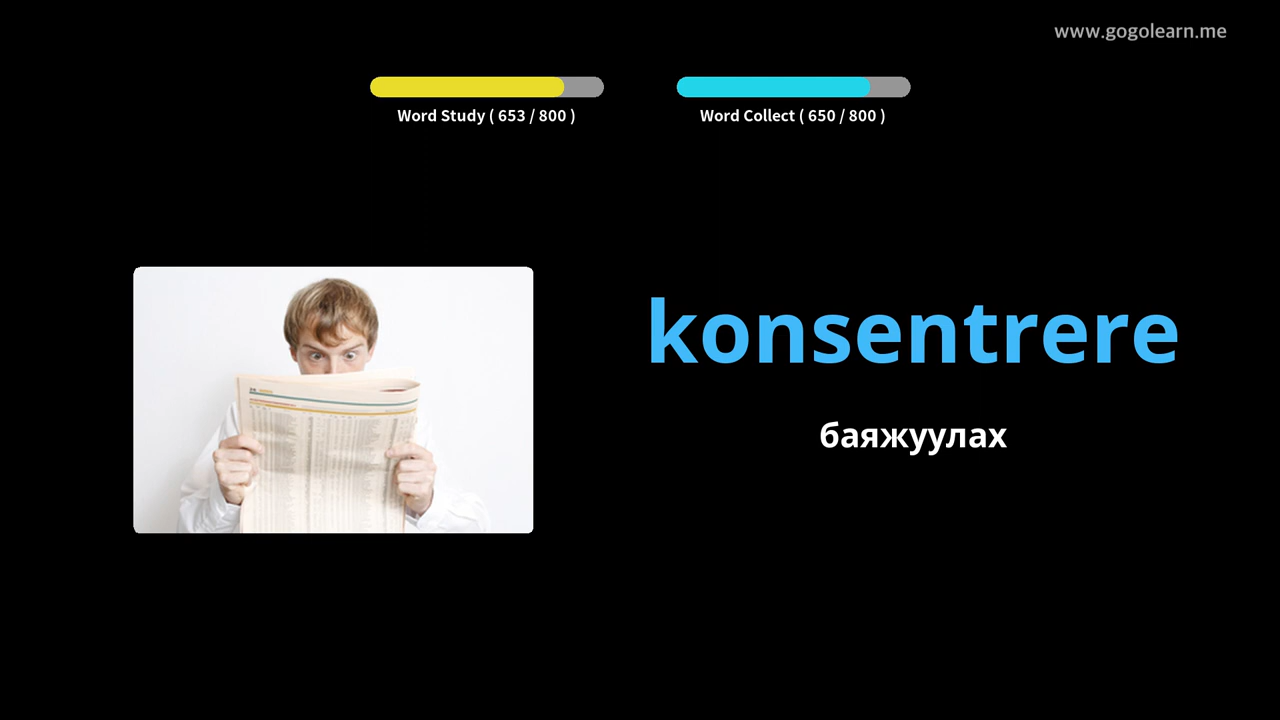 www.gogolearn.me
Word Study ( 653 / 800 )
Word Collect ( 650 / 800 )
konsentrere
баяжуулах